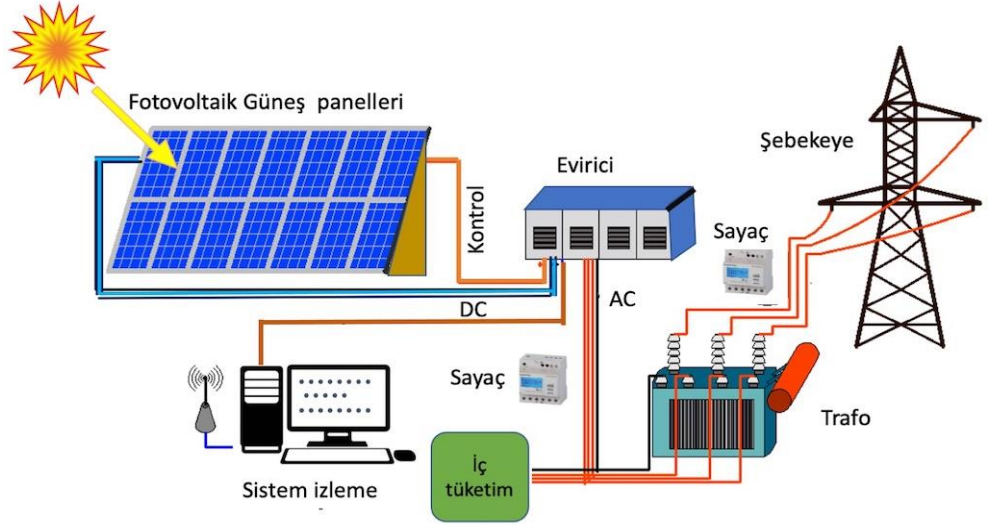 Fotovoltaik Güneş panelleri
Şebekeye
Evirici
Kontrol
Sayaç
AC
DC
Sayaç
Trafo
İç
tüketim
Sistem izleme